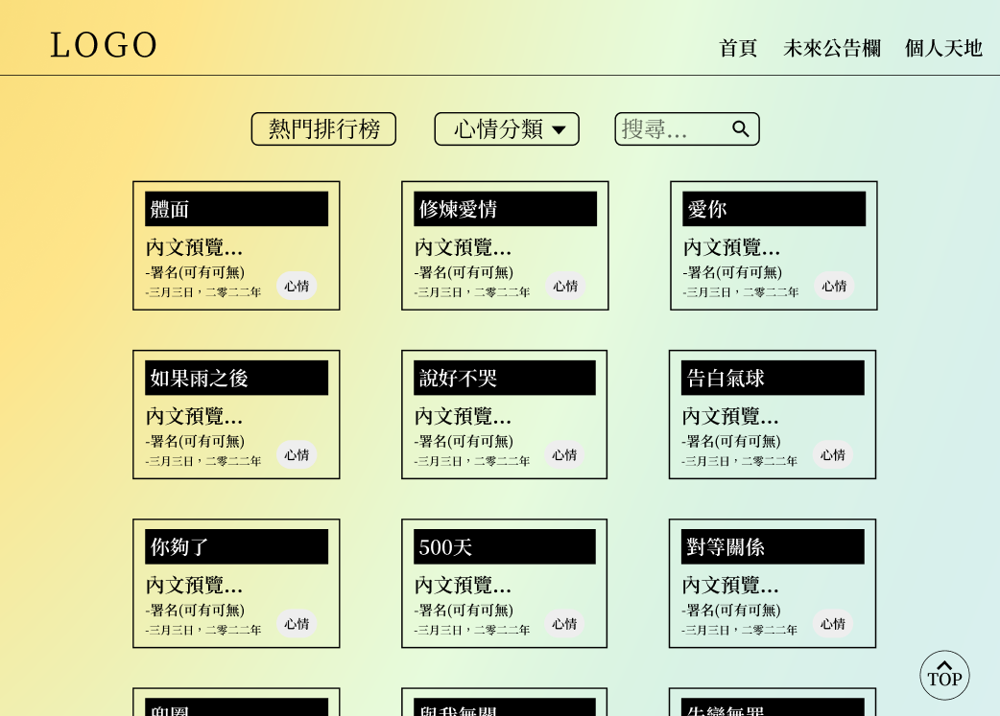 LOGO
首頁 未來公告欄 個人天地
熱門排行榜 心情分類 搜尋...
體面 修煉愛情 愛你
內文預覽... 內文預覽... 內文預覽...
-署名(可有可無) -署名(可有可無) -署名(可有可無)
-三月三日，二零二二年 心情 -三月三日，二零二二年 心情 -三月三日，二零二二年 心情
如果雨之後 說好不哭 告白氣球
內文預覽... 內文預覽... 內文預覽...
-署名(可有可無) -署名(可有可無) -署名(可有可無)
-三月三日，二零二二年 心情 -三月三日，二零二二年 心情 -三月三日，二零二二年 心情
你夠了 500天 對等關係
內文預覽... 內文預覽... 內文預覽...
-署名(可有可無) -署名(可有可無) -署名(可有可無)
-三月三日，二零二二年 心情 -三月三日，二零二二年 心情 -三月三日，二零二二年 心情
TOP
兜圈 與我無關